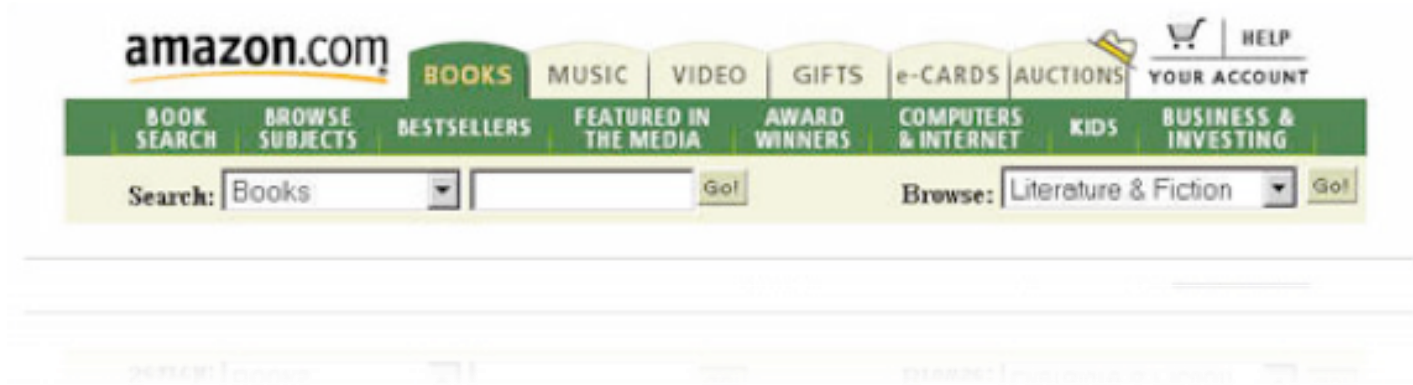 amazon.com
HELP
BOOKS MUSIC VIDEO GIFTS e-CARDS AUCTIONS YOUR ACCOUNT
BOOK SEARCH BROWSE SUBJECTS BESTSELLERS FEATURED IN THE MEDIA AWARD WINNERS COMPUTERS & INTERNET KIDS BUSINESS & INVESTING
Search: Books Go! Browse: Literature & Fiction Go!